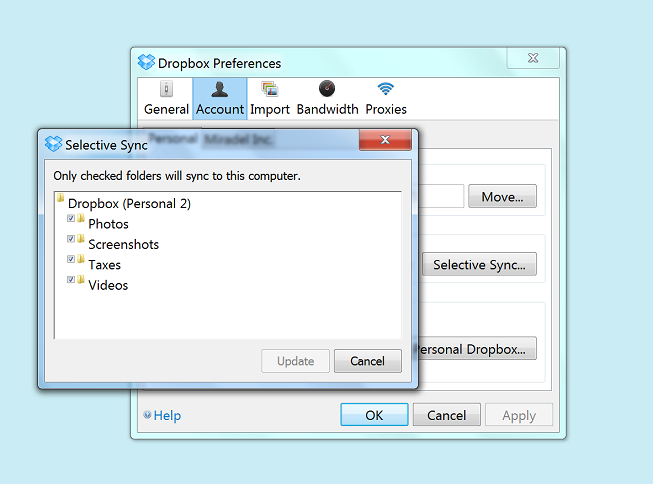 Dropbox Preferences
General Account Import Bandwidth Proxies
Personal Miradel Inc.
Selective Sync
Only checked folders will sync to this computer.
Dropbox (Personal 2)
Photos
Screenshots
Taxes
Videos
Update Cancel
Move...
Selective Sync...
Personal Dropbox...
Help
OK Cancel Apply